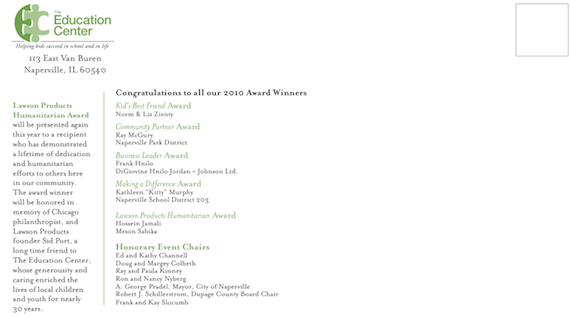 The
Education
Center
Helping kids succeed in school and in life
113 East Van Buren
Naperville, IL 60540
Lawson Products
Humanitarian Award
will be presented again
this year to a recipient
who has demonstrated
a lifetime of dedication
and humanitarian
efforts to others here
in our community.
The award winner
will be honored in
memory of Chicago
philanthropist, and
Lawson Products
founder Sid Port, a
long time friend to
The Education Center,
whose generousity and
caring enriched the
lives of local children
and youth for nearly
30 years.
Congratulations to all our 2010 Award Winners
Kid's Best Friend Award
Norm & Liz Zienty
Community Partner Award
Ray McGury
Naperville Park District
Business Leader Award
Frank Hnilo
DiGiovine Hnilo Jordan + Johnson Ltd.
Making a Difference Award
Kathleen "Kitty" Murphy
Naperville School District 203
Lawson Products Humanitarian Award
Hossein Jamali
Meson Sabika
Honorary Event Chairs
Ed and Kathy Channell
Doug and Margey Colbeth
Ray and Paula Kinney
Ron and Nancy Nyberg
A. George Pradel, Mayor, City of Naperville
Robert J. Schillerstrom, Dupage County Board Chair
Frank and Kay Slocumb